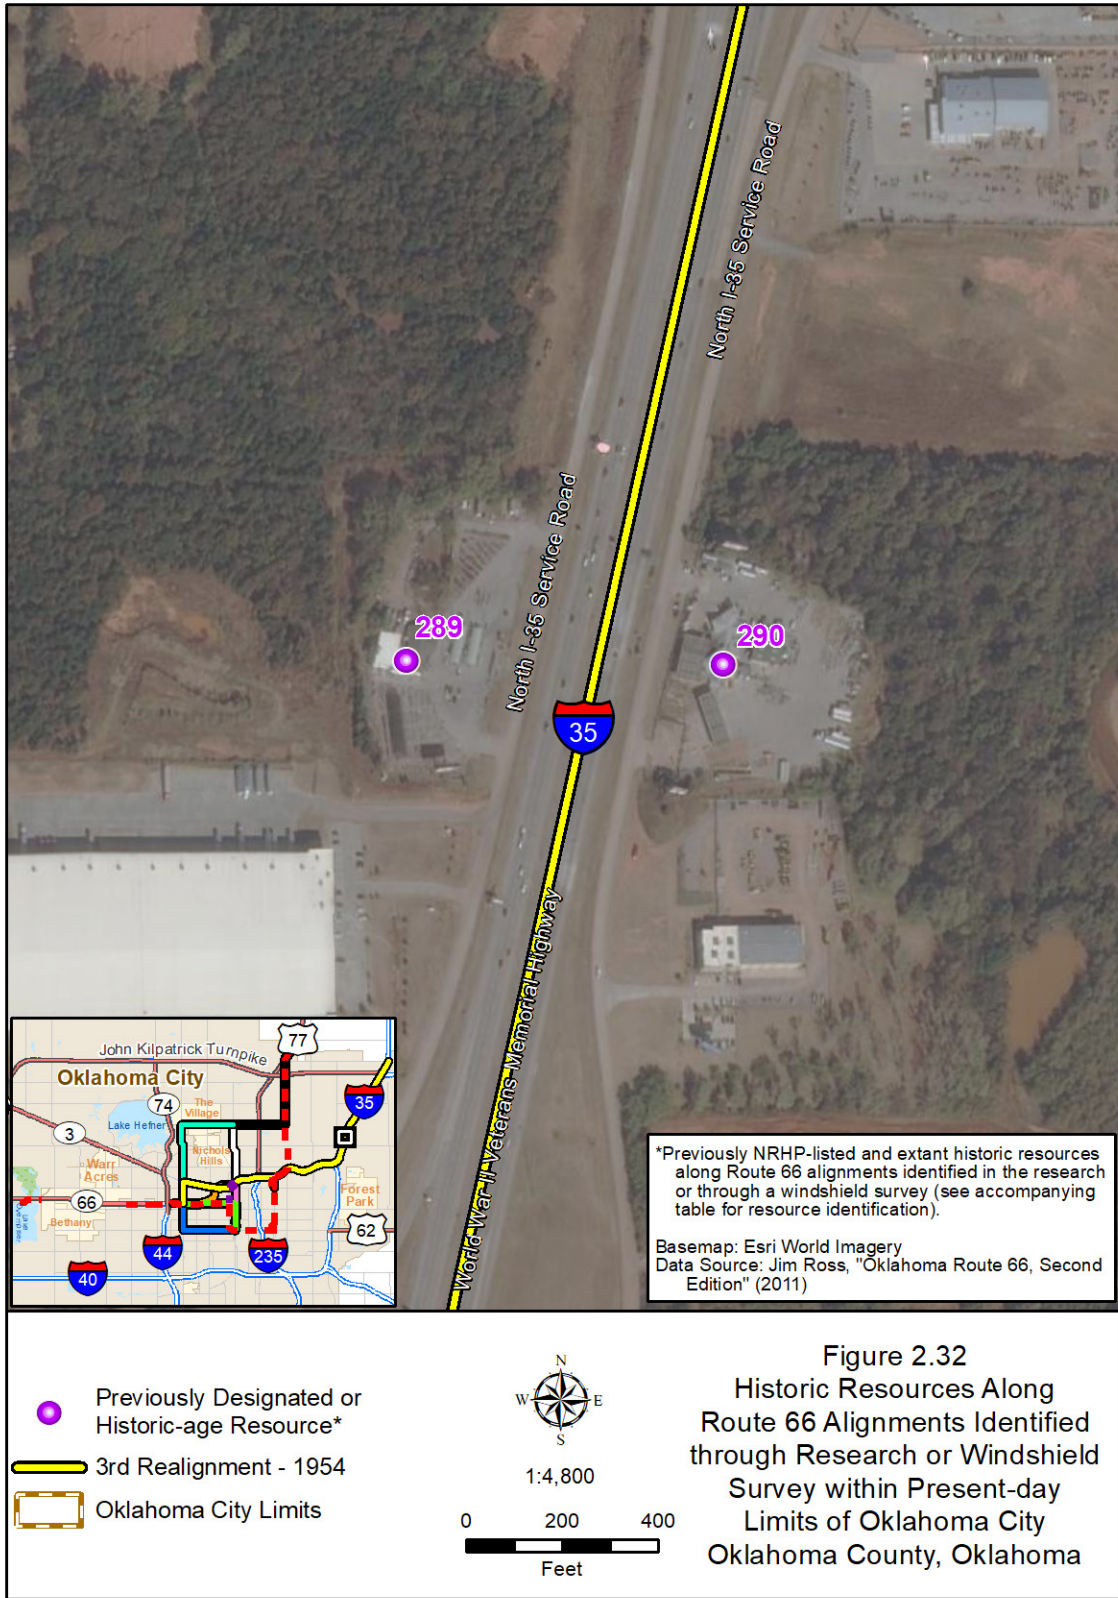 North I-35 Service Road
North I-35 Service Road
289
290
35
World War II Veterans Memorial Highway
77
John Kilpatrick Turnpike
Oklahoma City
74
The
Village
35
Lake Hefner
3
Nichols
Hills
Warr
Acres
66
Forest
Park
Bethany
62
44
235
40
*Previously NRHP-listed and extant historic resources
along Route 66 alignments identified in the research
or through a windshield survey (see accompanying
table for resource identification).
Basemap: Esri World Imagery
Data Source: Jim Ross, "Oklahoma Route 66, Second
Edition" (2011)
Previously Designated or
Historic-age Resource*
3rd Realignment - 1954
Oklahoma City Limits
N
W E
S
1:4,800
0 200 400
Feet
Figure 2.32
Historic Resources Along
Route 66 Alignments Identified
through Research or Windshield
Survey within Present-day
Limits of Oklahoma City
Oklahoma County, Oklahoma